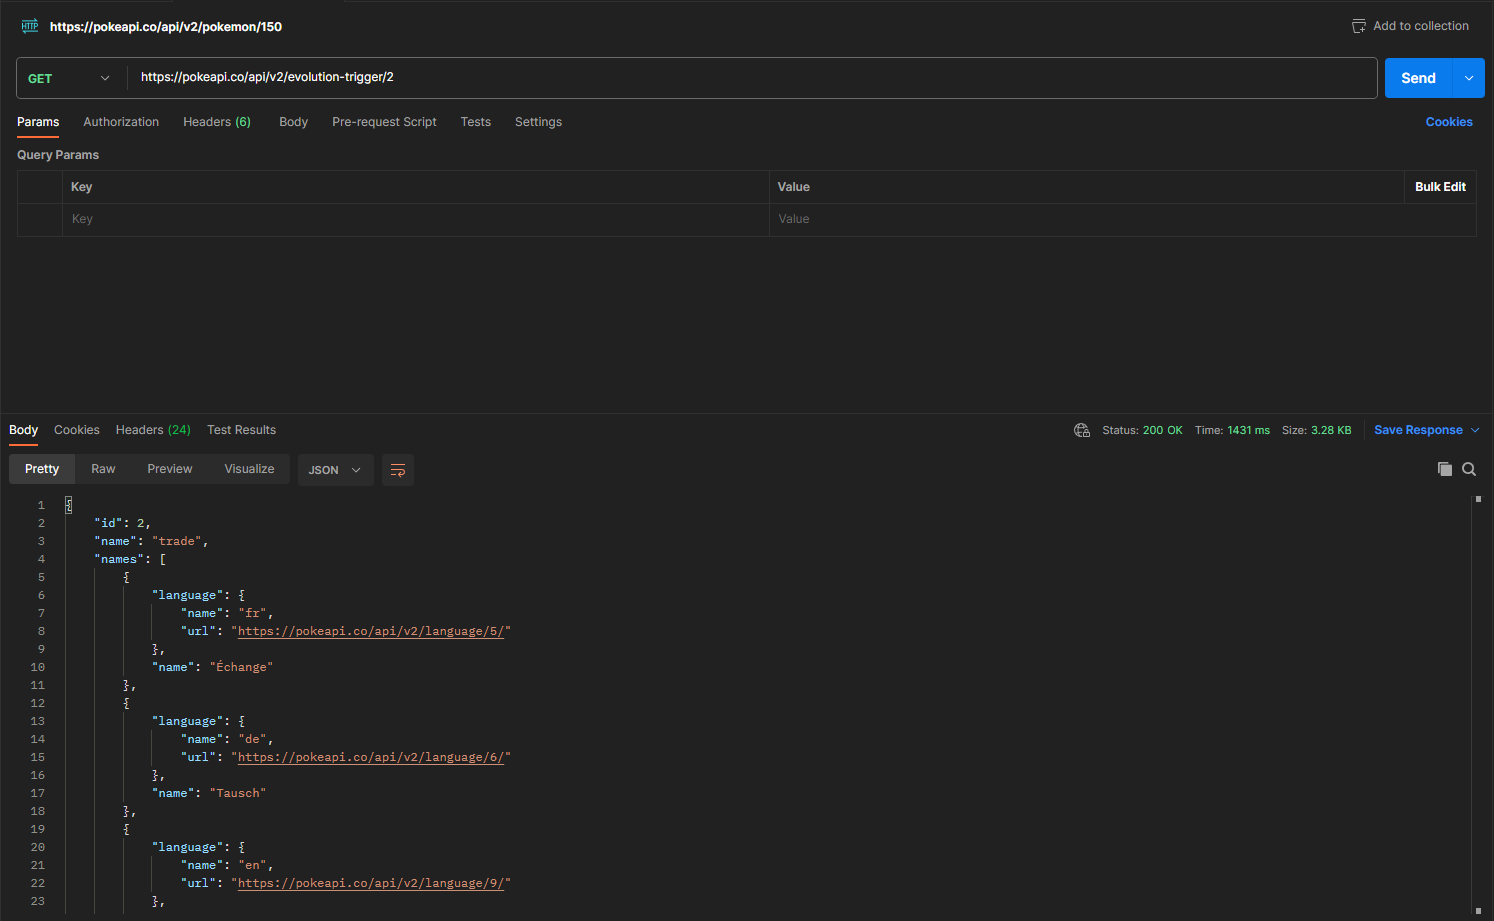 HTTP https://pokeapi.co/api/v2/pokemon/150 Add to collection
GET https://pokeapi.co/api/v2/evolution-trigger/2 Send
Params Authorization Headers (6) Body Pre-request Script Tests Settings Cookies
Query Params
Key Value Bulk Edit
Key Value
Body Cookies Headers (24) Test Results Status: 200 OK Time: 1431 ms Size: 3.28 KB Save Response
Pretty Raw Preview Visualize JSON
1 {
2 "id": 2,
3 "name": "trade",
4 "names": [
5 {
6 "language": {
7 "name": "fr",
8 "url": "https://pokeapi.co/api/v2/language/5/"
9 },
10 "name": "Échange"
11 },
12 {
13 "language": {
14 "name": "de",
15 "url": "https://pokeapi.co/api/v2/language/6/"
16 },
17 "name": "Tausch"
18 },
19 {
20 "language": {
21 "name": "en",
22 "url": "https://pokeapi.co/api/v2/language/9/"
23 },